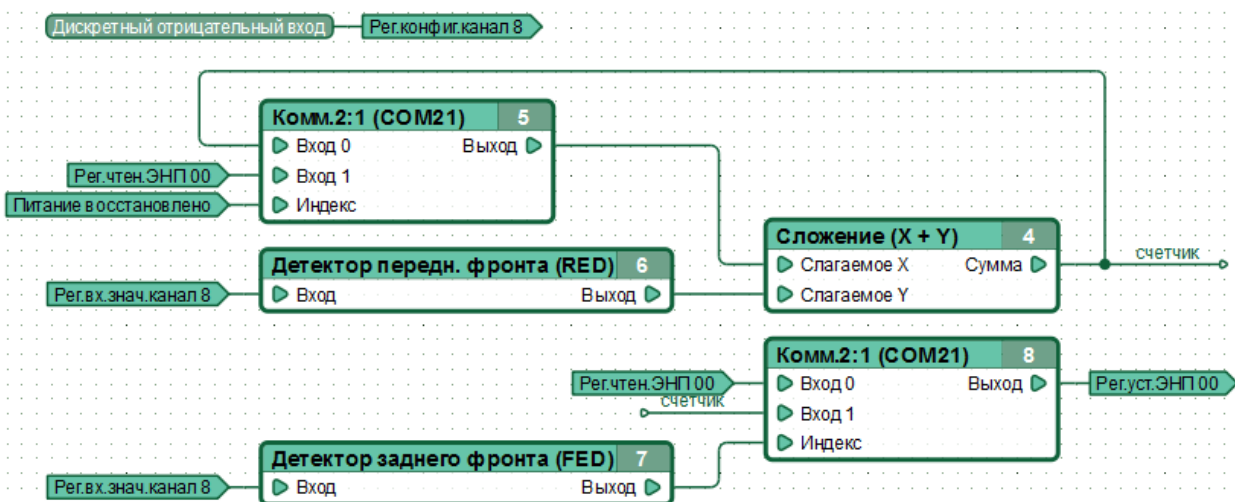 Дискретный отрицательный вход
Рег.конфиг.канал 8
Комм.2:1 (COM21) 5
Вход 0 Выход
Рег.чтен.ЭНП 00
Вход 1
Питание восстановлено
Индекс
Сложение (X + Y) 4
счетчик
Слагаемое X Сумма
Слагаемое Y
Детектор передн. фронта (RED) 6
Рег.вх.знач.канал 8
Вход Выход
Комм.2:1 (COM21) 8
Рег.чтен.ЭНП 00
Вход 0 Выход
Рег.уст.ЭНП 00
счетчик
Вход 1
Индекс
Детектор заднего фронта (FED) 7
Рег.вх.знач.канал 8
Вход Выход